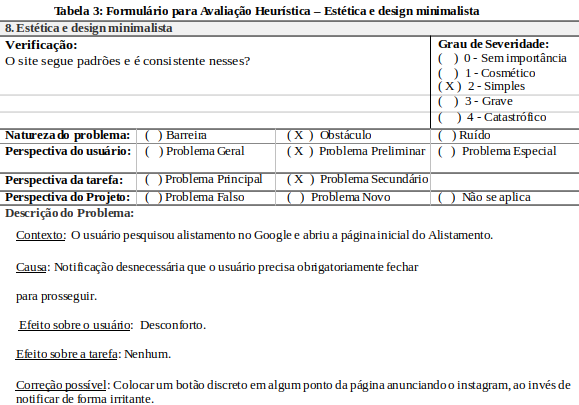 Tabela 3: Formulário para Avaliação Heurística – Estética e design minimalista
8. Estética e design minimalista
Verificação:
O site segue padrões e é consistente nesses?
Grau de Severidade:
( ) 0 - Sem importância
( ) 1 - Cosmético
( X ) 2 - Simples
( ) 3 - Grave
( ) 4 - Catastrófico
Natureza do problema: ( ) Barreira ( X ) Obstáculo ( ) Ruído
Perspectiva do usuário: ( ) Problema Geral ( X ) Problema Preliminar ( ) Problema Especial
Perspectiva da tarefa: ( ) Problema Principal ( X ) Problema Secundário
Perspectiva do Projeto: ( ) Problema Falso ( ) Problema Novo ( ) Não se aplica
Descrição do Problema:
Contexto: O usuário pesquisou alistamento no Google e abriu a página inicial do Alistamento.
Causa: Notificação desnecessária que o usuário precisa obrigatoriamente fechar
para prosseguir.
Efeito sobre o usuário: Desconforto.
Efeito sobre a tarefa: Nenhum.
Correção possível: Colocar um botão discreto em algum ponto da página anunciando o instagram, ao invés de
notificar de forma irritante.